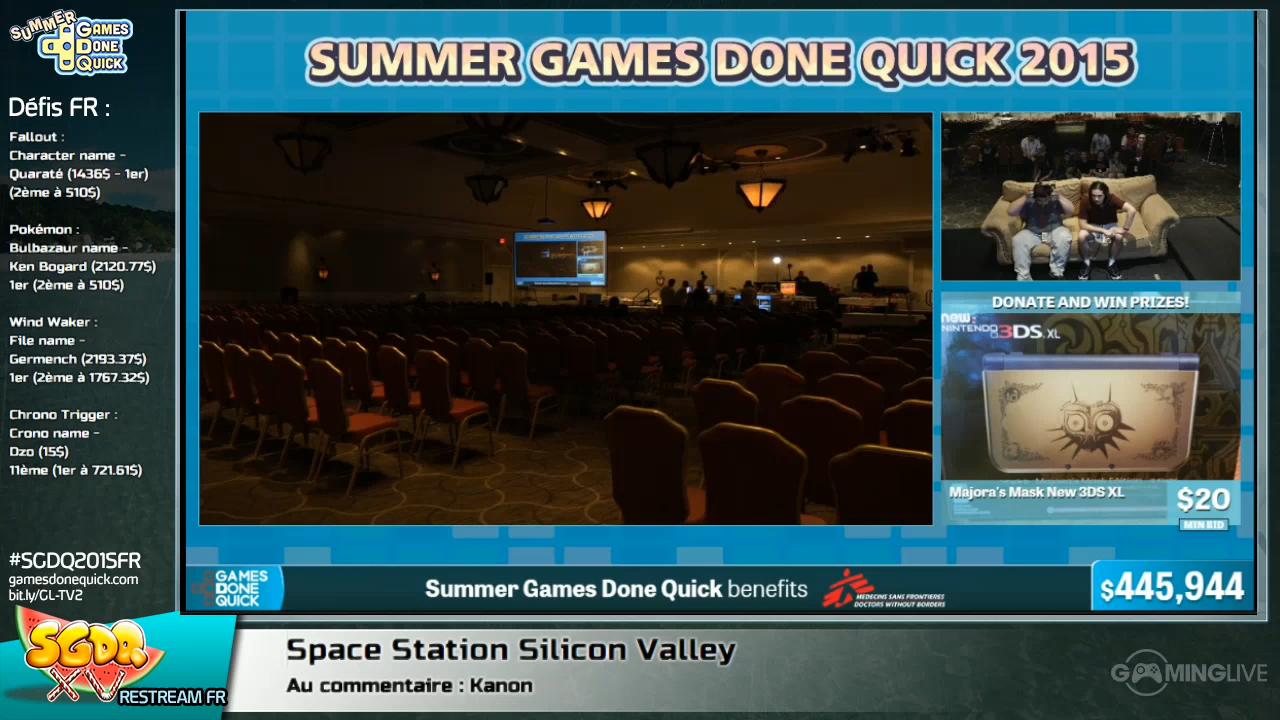 SUMMER
GAMES
DONE
QUICK
Défis FR :
Fallout :
Character name -
Quaraté (1436$ - 1er)
(2ème à 510$)
Pokémon :
Bulbazaur name -
Ken Bogard (2120.77$)
1er (2ème à 510$)
Wind Waker :
File name -
Germench (2193.37$)
1er (2ème à 1767.32$)
Chrono Trigger :
Crono name -
Dzo (15$)
11ème (1er à 721.61$)
#SGDQ2015FR
gamesdonequick.com
bit.ly/GL-TV2
SGDQ
XV
RESTREAM FR
SUMMER GAMES DONE QUICK 2015
DONATE AND WIN PRIZES!
new
NINTENDO
3DS XL
Majora's Mask New 3DS XL
$20
MIN BID
GAMES
DONE
QUICK
Summer Games Done Quick benefits
MEDECINS SANS FRONTIERES
DOCTORS WITHOUT BORDERS
$445,944
Space Station Silicon Valley
Au commentaire : Kanon
GAMINGLIVE